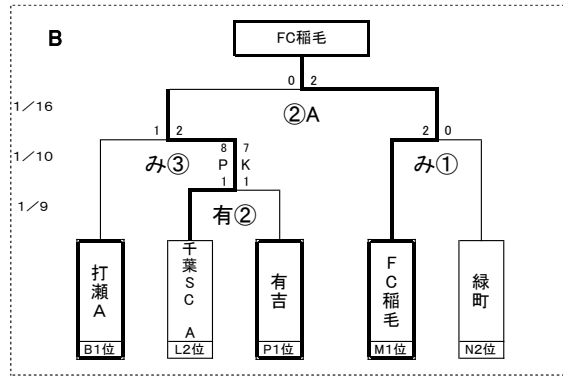 B
FC稲毛
0 2
1/16
②A
1 2
2 0
1/10
み③
8 7
P K
み①
1 1
1/9
有②
打瀬A
千葉SC A
有吉
FC稲毛
緑町
B1位
L2位
P1位
M1位
N2位